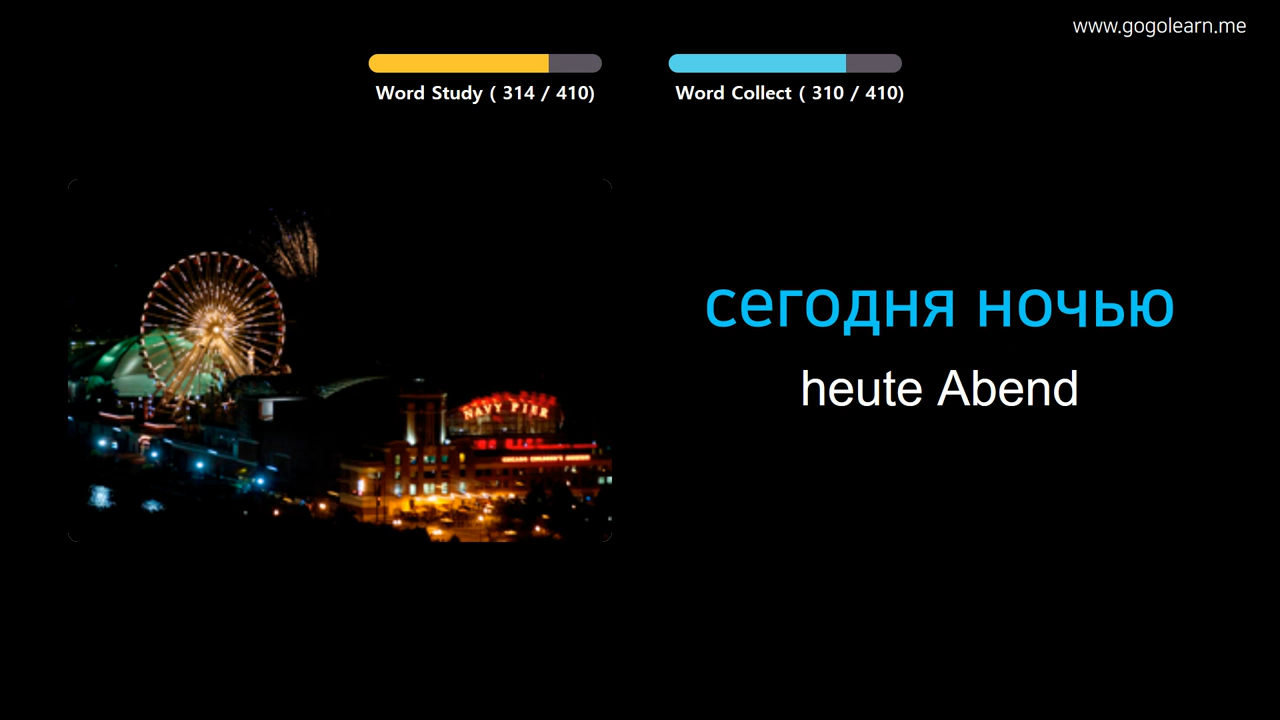 www.gogolearn.me
Word Study ( 314 / 410)
Word Collect ( 310 / 410)
сегодня ночью
heute Abend
NAVY PIER